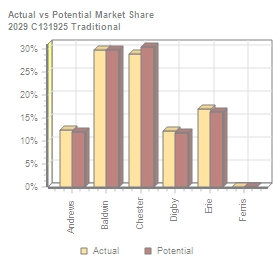 Actual vs Potential Market Share
2029 C131925 Traditional
30%
25%
20%
15%
10%
5%
0%
Andrews
Baldwin
Chester
Digby
Erie
Ferris
Actual
Potential